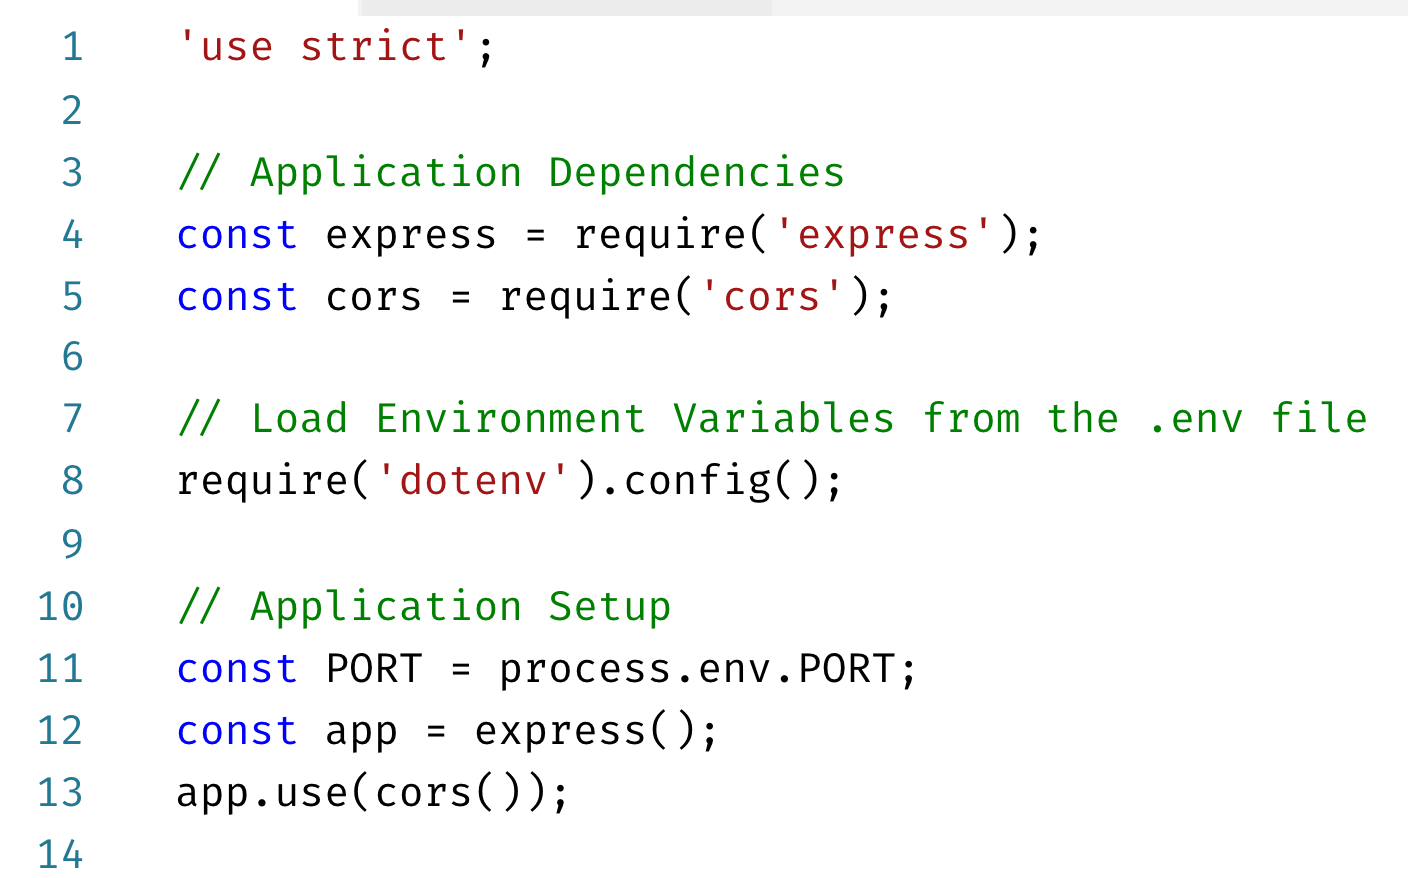 1 'use strict';
2
3 // Application Dependencies
4 const express = require('express');
5 const cors = require('cors');
6
7 // Load Environment Variables from the .env file
8 require('dotenv').config();
9
10 // Application Setup
11 const PORT = process.env.PORT;
12 const app = express();
13 app.use(cors());
14